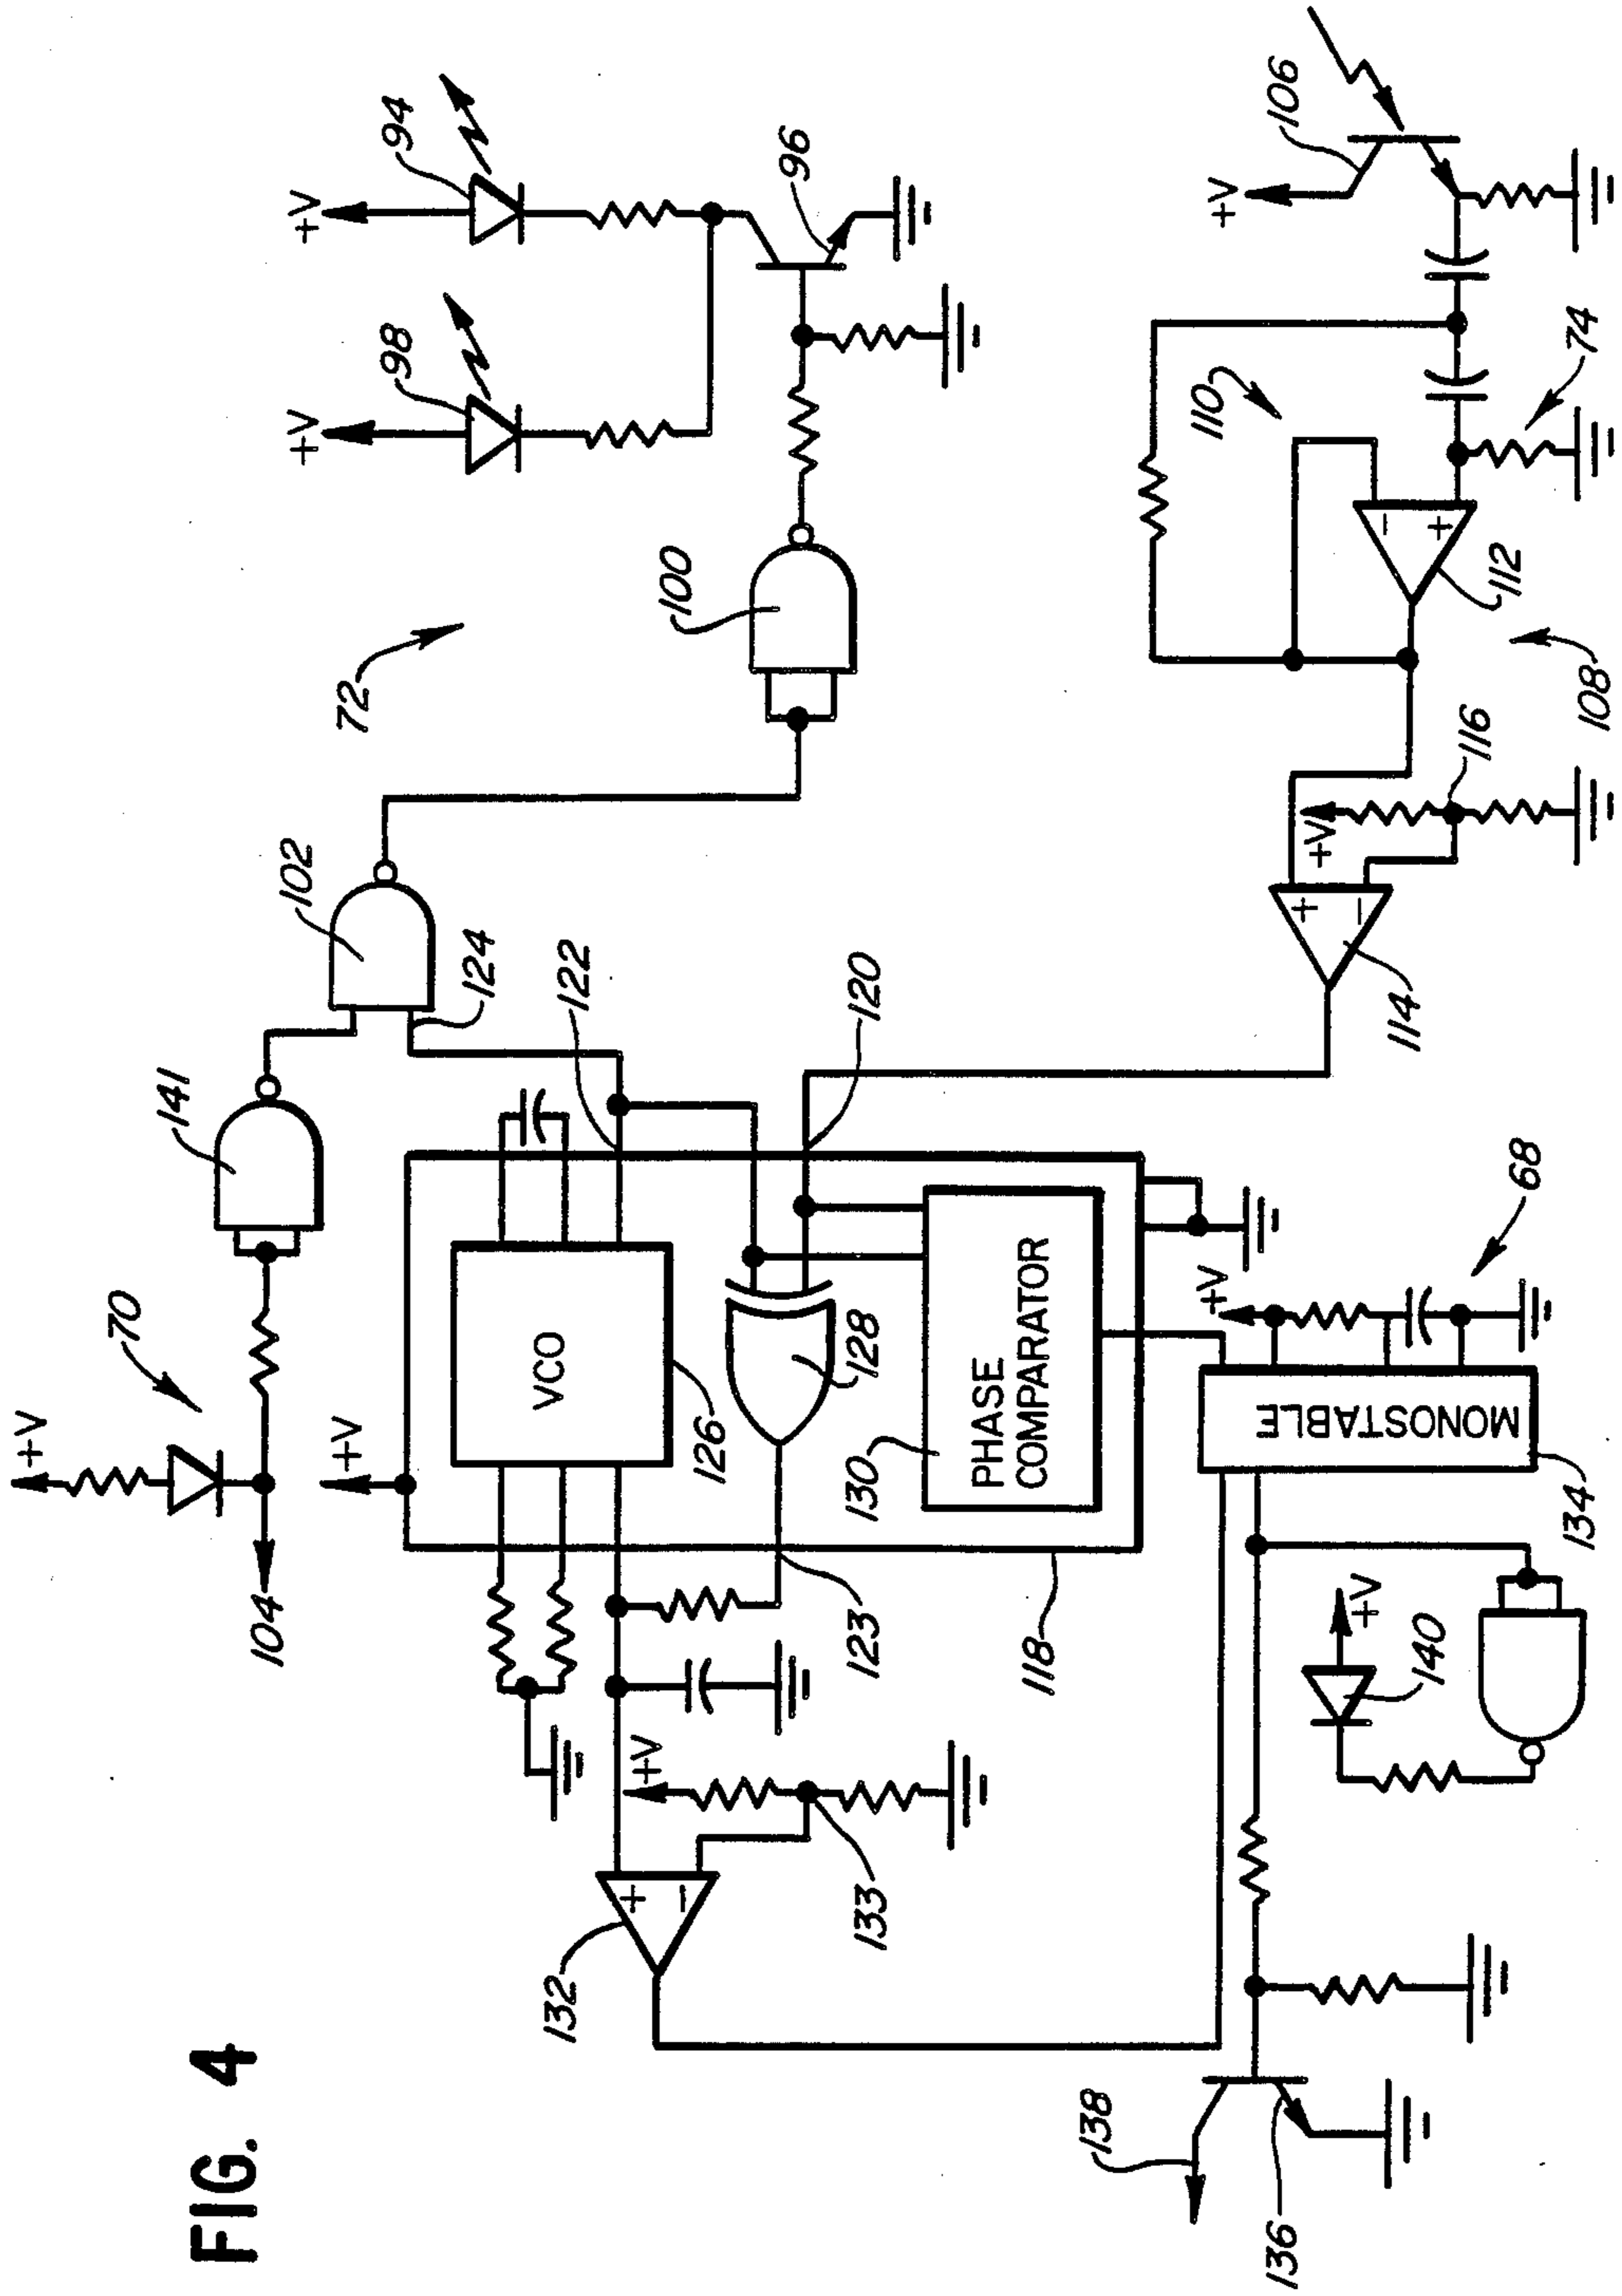 FIG. 4
+V
94
+V
98
96
72
100
102
124
141
70
+V
104
+V
122
120
VCO
126
128
123
130
PHASE
COMPARATOR
118
+V
133
132
+
−
106
+V
74
110
−
+
112
108
116
+V
+
−
114
68
+V
MONOSTABLE
134
140
+V
138
136